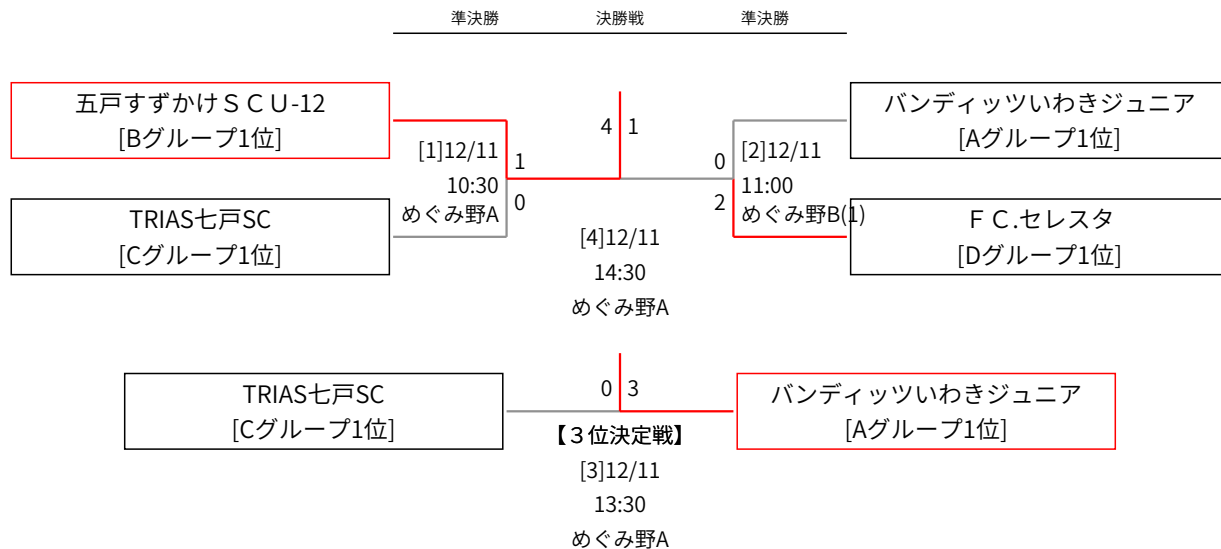 準決勝 決勝戦 準決勝
五戸すずかけＳＣＵ-12
[Bグループ1位]
TRIAS七戸SC
[Cグループ1位]
[1]12/11
10:30
めぐみ野A
1
0
4 1
[4]12/11
14:30
めぐみ野A
0
2
[2]12/11
11:00
めぐみ野B(1)
バンディッツいわきジュニア
[Aグループ1位]
ＦＣ.セレスタ
[Dグループ1位]
TRIAS七戸SC
[Cグループ1位]
0 3
【３位決定戦】
[3]12/11
13:30
めぐみ野A
バンディッツいわきジュニア
[Aグループ1位]